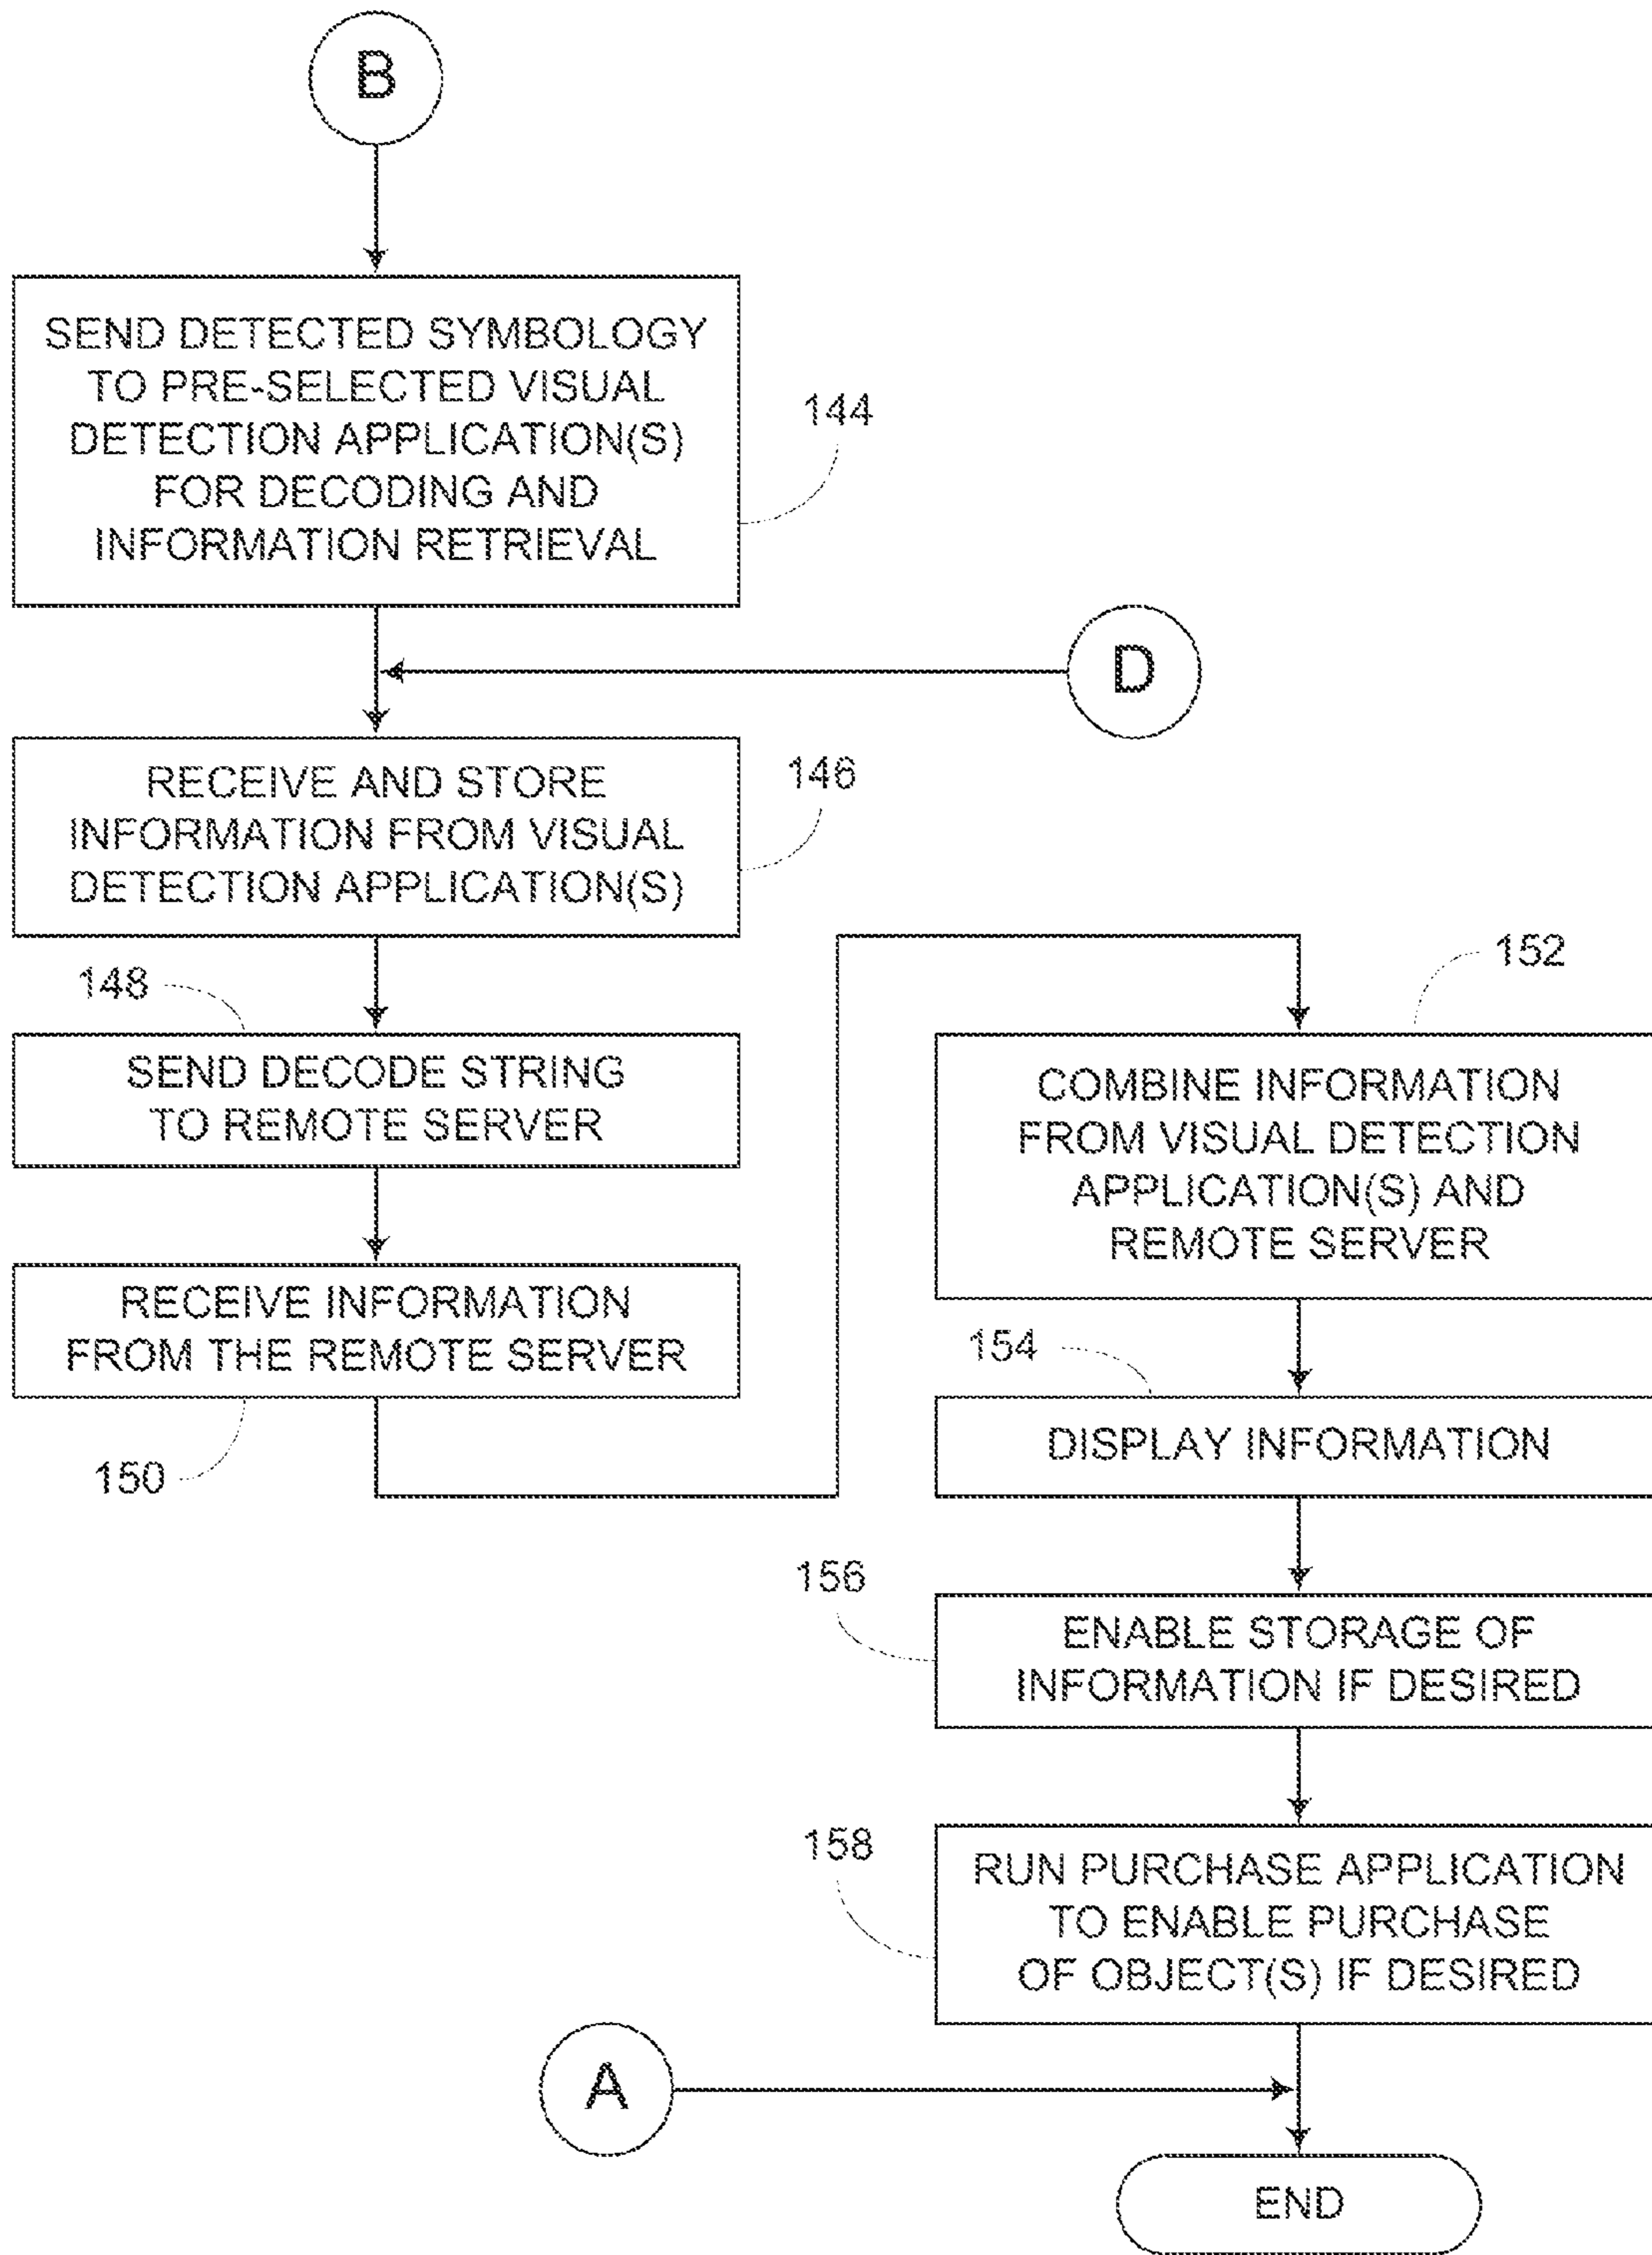 B
SEND DETECTED SYMBOLOGY
TO PRE-SELECTED VISUAL
DETECTION APPLICATION(S)
FOR DECODING AND
INFORMATION RETRIEVAL
144
D
RECEIVE AND STORE
INFORMATION FROM VISUAL
DETECTION APPLICATION(S)
146
148
SEND DECODE STRING
TO REMOTE SERVER
RECEIVE INFORMATION
FROM THE REMOTE SERVER
150
152
COMBINE INFORMATION
FROM VISUAL DETECTION
APPLICATION(S) AND
REMOTE SERVER
154
DISPLAY INFORMATION
156
ENABLE STORAGE OF
INFORMATION IF DESIRED
158
RUN PURCHASE APPLICATION
TO ENABLE PURCHASE
OF OBJECT(S) IF DESIRED
A
END